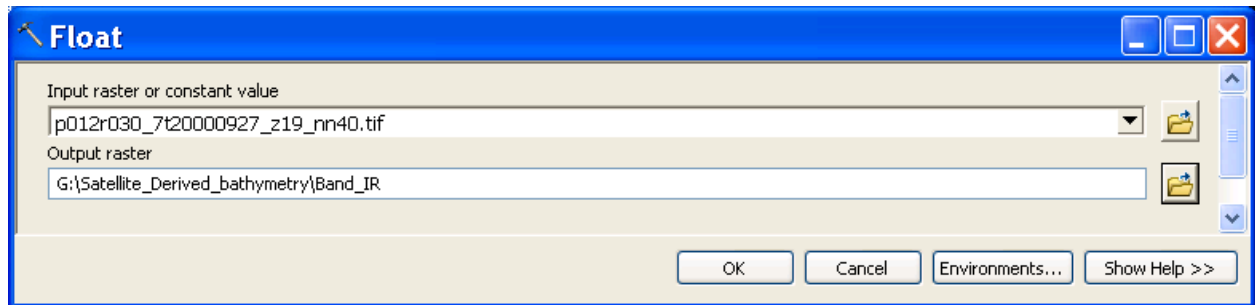 Float
Input raster or constant value
p012r030_7t20000927_z19_nn40.tif
Output raster
G:\Satellite_Derived_bathymetry\Band_IR
OK Cancel Environments... Show Help >>